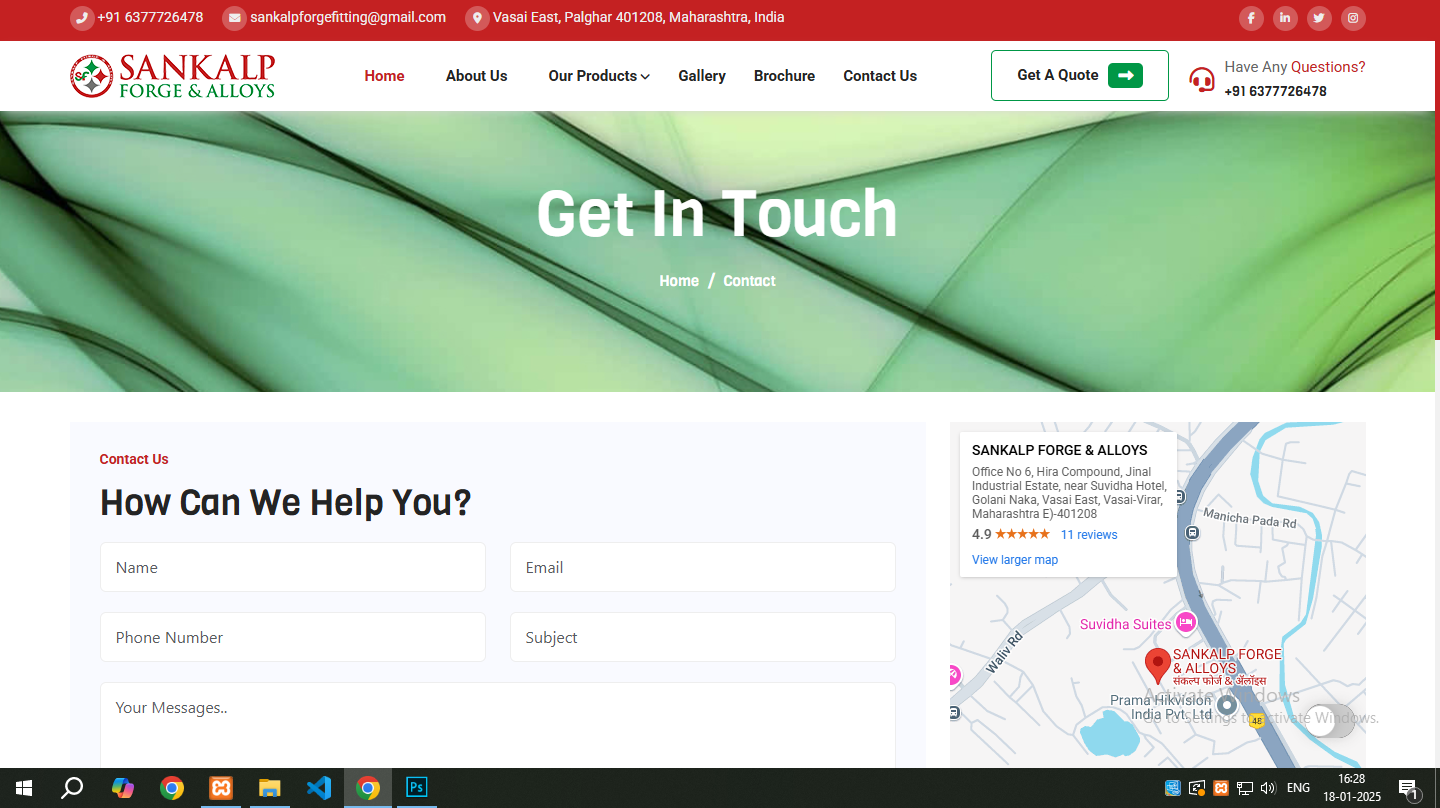 +91 6377726478 sankalpforgefitting@gmail.com Vasai East, Palghar 401208, Maharashtra, India
SANKALP
FORGE & ALLOYS
SF
Home About Us Our Products Gallery Brochure Contact Us
Get A Quote
Have Any Questions?
+91 6377726478
Get In Touch
Home / Contact
Contact Us
How Can We Help You?
Name Email
Phone Number Subject
Your Messages..
SANKALP FORGE & ALLOYS
Office No 6, Hira Compound, Jinal
Industrial Estate, near Suvidha Hotel,
Golani Naka, Vasai East, Vasai-Virar,
Maharashtra E)-401208
4.9 ★★★★★ 11 reviews
View larger map
Manicha Pada Rd
Suvidha Suites
Waliv Rd
SANKALP FORGE
& ALLOYS
संकल्प फोर्ज & ॲलॉइस
Prama Hikvision
India Pvt. Ltd
48
Activate Windows
Go to Settings to activate Windows.
Ps
ENG
16:28
18-01-2025
1